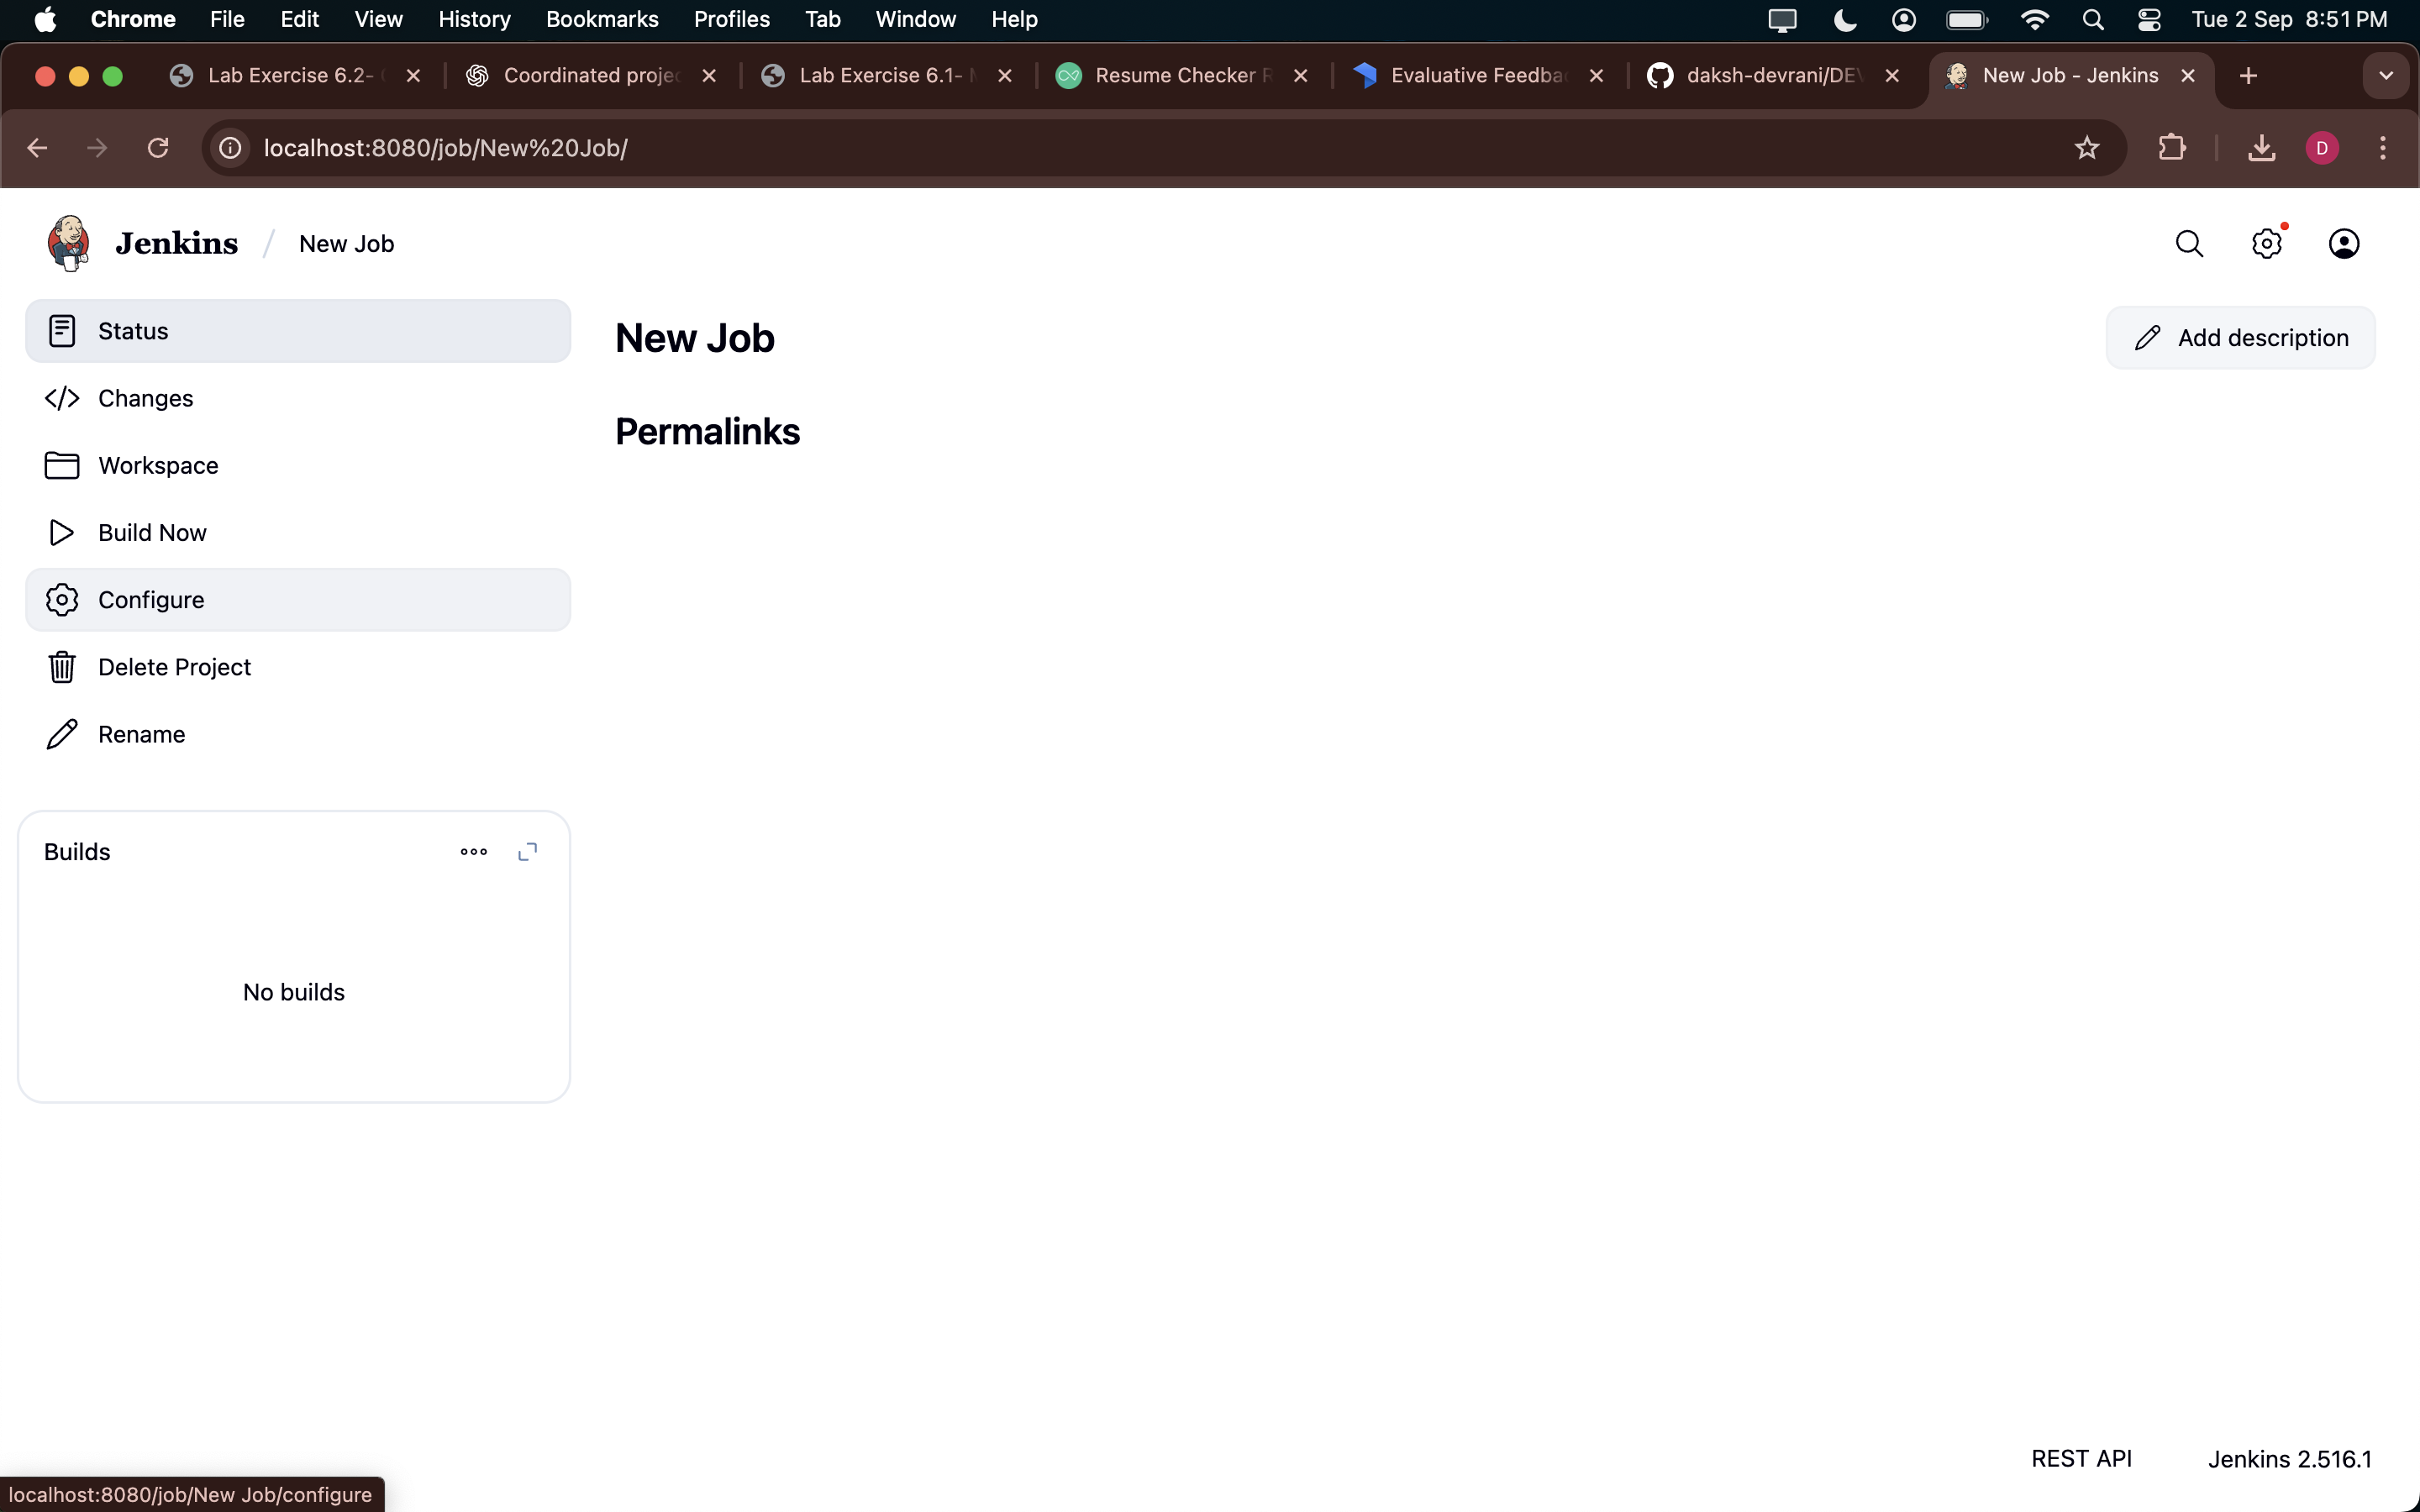 Chrome File Edit View History Bookmarks Profiles Tab Window Help Tue 2 Sep 8:51 PM
Lab Exercise 6.2- Coordinated projec Lab Exercise 6.1- Resume Checker Evaluative Feedba daksh-devrani/DEV New Job - Jenkins
localhost:8080/job/New%20Job/ D
Jenkins / New Job
Status
Changes
Workspace
Build Now
Configure
Delete Project
Rename
New Job
Add description
Permalinks
Builds
No builds
REST API Jenkins 2.516.1
localhost:8080/job/New Job/configure